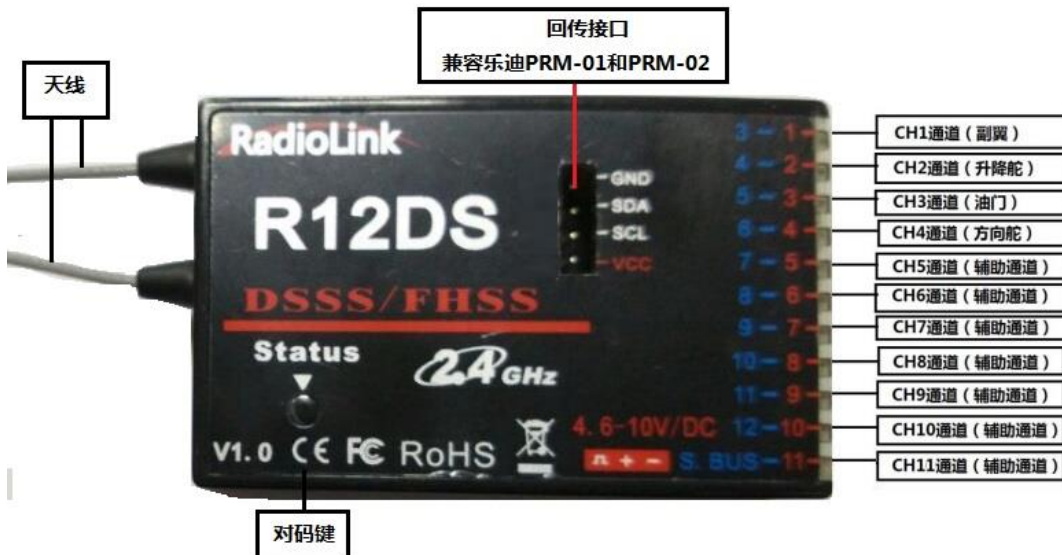 回传接口
兼容乐迪PRM-01和PRM-02
天线
RadioLink
R12DS
DSSS/FHSS
Status
2.4GHz
V1.0 CE FC RoHS
GND
SDA
SCL
VCC
4.6-10V/DC
+ -
3-1-
4-2-
5-3-
6-4-
7-5-
8-6-
9-7-
10-8-
11-9-
12-10-
S.BUS-11-
CH1通道（副翼）
CH2通道（升降舵）
CH3通道（油门）
CH4通道（方向舵）
CH5通道（辅助通道）
CH6通道（辅助通道）
CH7通道（辅助通道）
CH8通道（辅助通道）
CH9通道（辅助通道）
CH10通道（辅助通道）
CH11通道（辅助通道）
对码键